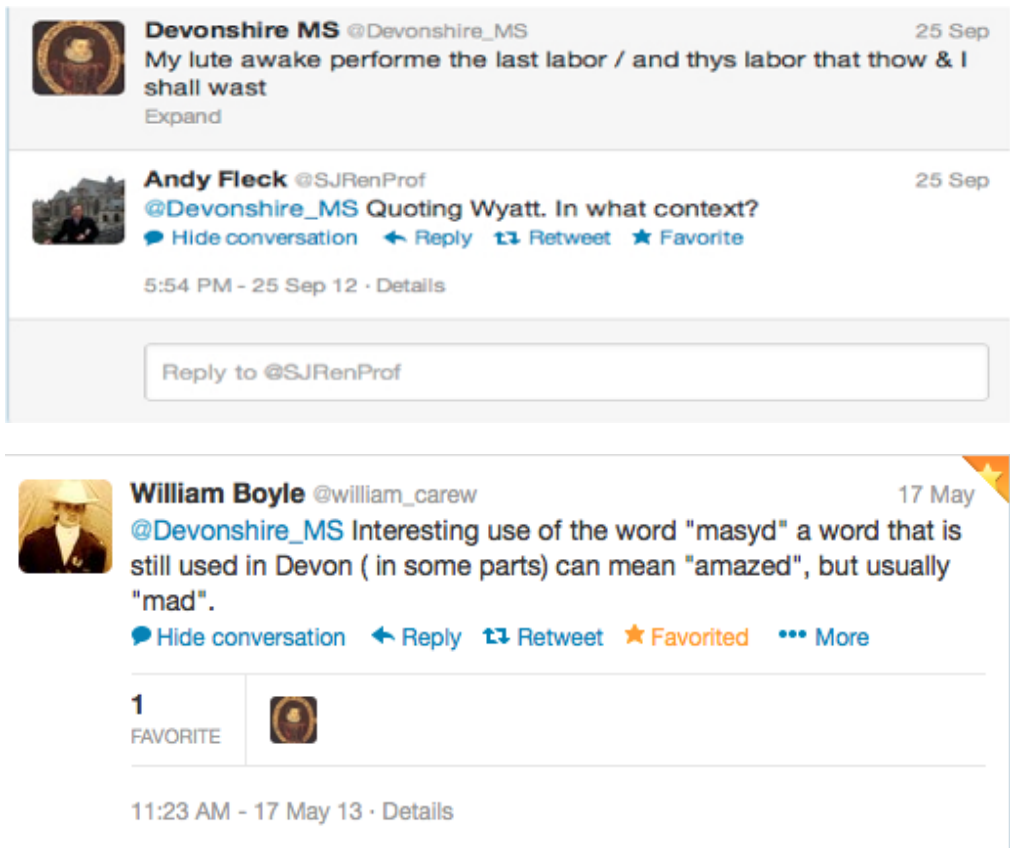 Devonshire MS @Devonshire_MS 25 Sep
My lute awake performe the last labor / and thys labor that thow & I
shall wast
Expand
Andy Fleck @SJRenProf 25 Sep
@Devonshire_MS Quoting Wyatt. In what context?
Hide conversation Reply Retweet Favorite
5:54 PM - 25 Sep 12 · Details
Reply to @SJRenProf
William Boyle @william_carew 17 May
@Devonshire_MS Interesting use of the word "masyd" a word that is
still used in Devon ( in some parts) can mean "amazed", but usually
"mad".
Hide conversation Reply Retweet Favorited More
1
FAVORITE
11:23 AM - 17 May 13 · Details